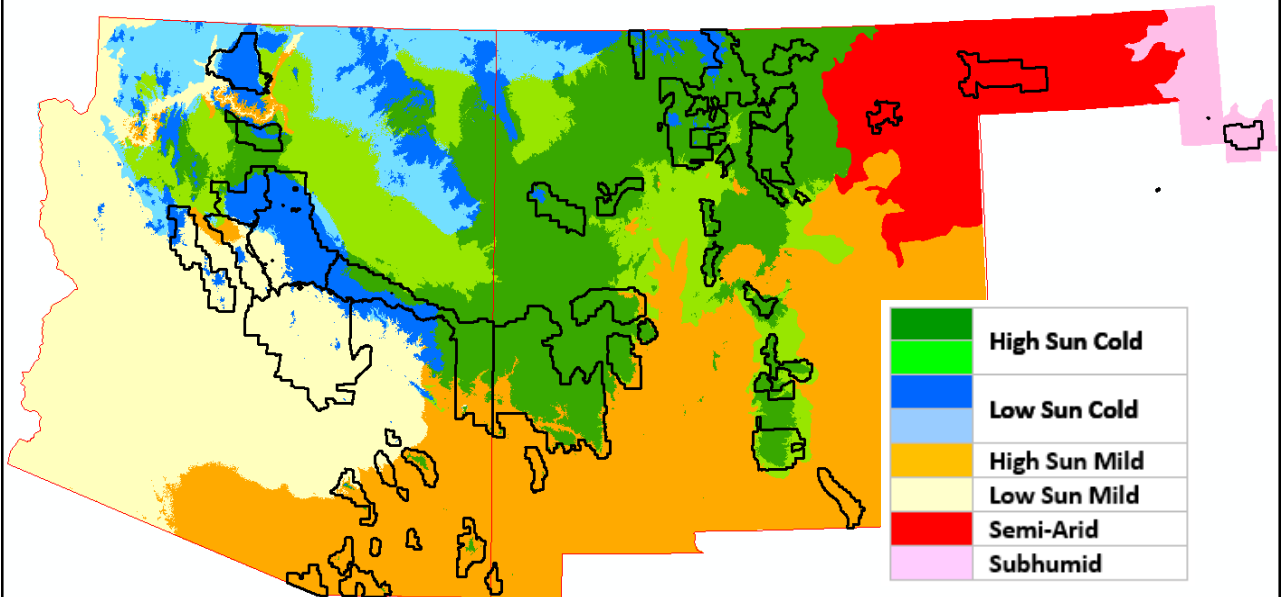 High Sun Cold
Low Sun Cold
High Sun Mild
Low Sun Mild
Semi-Arid
Subhumid